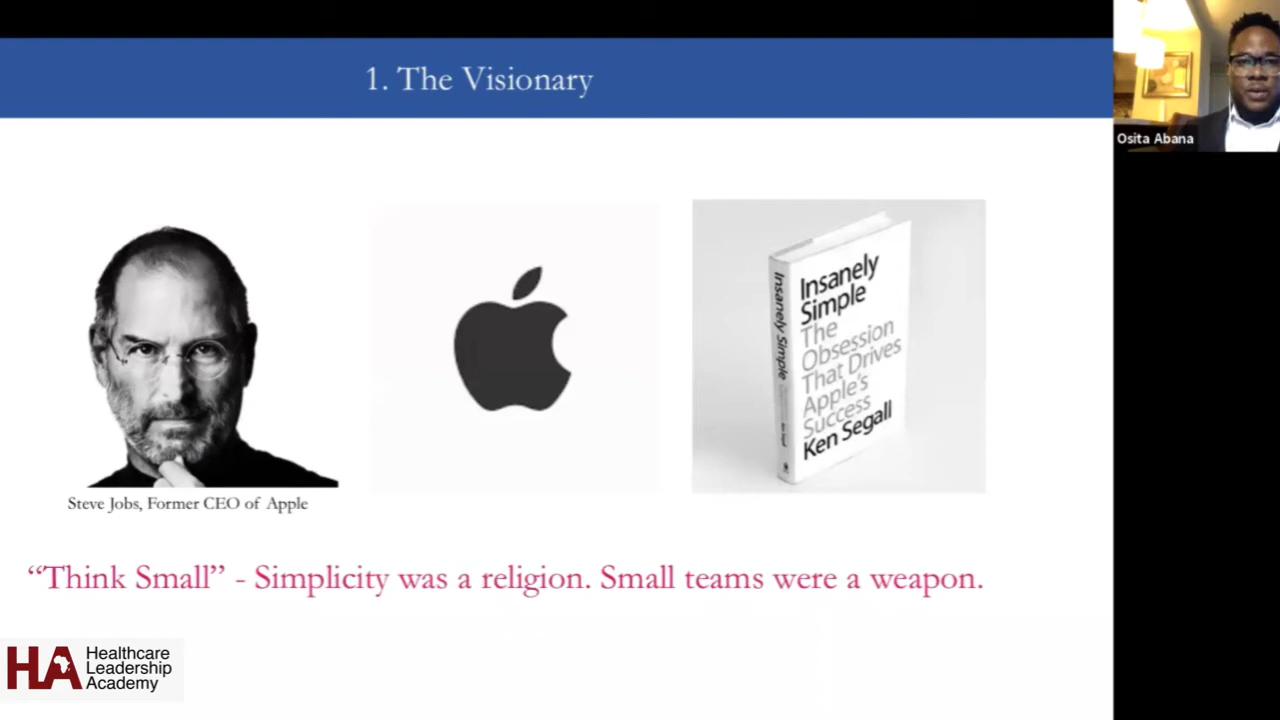 1. The Visionary
Osita Abana
Insanely Simple
Insanely
Simple
The
Obsession
That Drives
Apple's
Success
Ken Segall
Steve Jobs, Former CEO of Apple
“Think Small” - Simplicity was a religion. Small teams were a weapon.
HA
Healthcare
Leadership
Academy